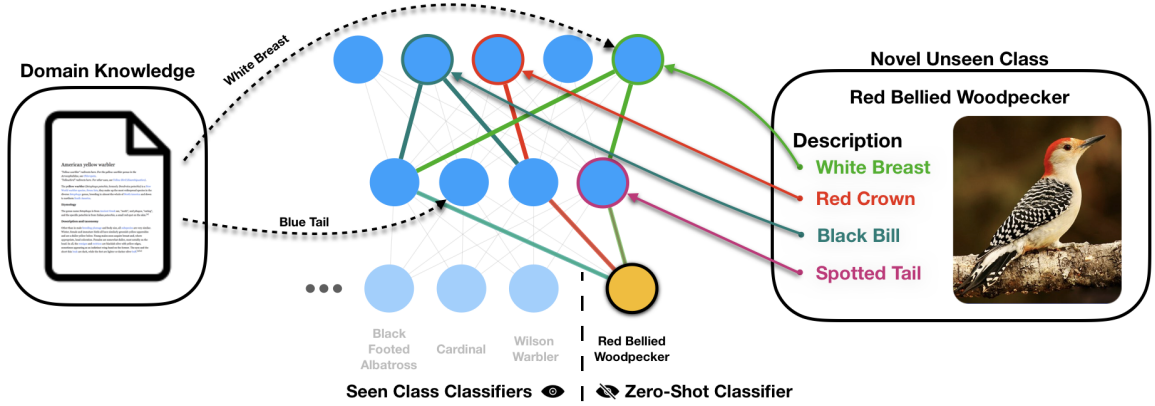 Domain Knowledge
American yellow warbler
White Breast
Blue Tail
Novel Unseen Class
Red Bellied Woodpecker
Description
White Breast
Red Crown
Black Bill
Spotted Tail
Black
Footed
Albatross
Cardinal
Wilson
Warbler
Red Bellied
Woodpecker
Seen Class Classifiers
Zero-Shot Classifier